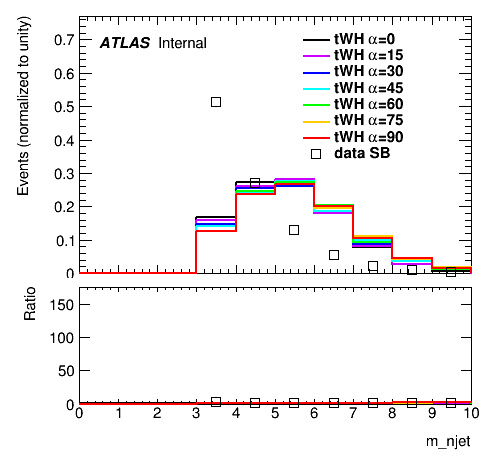 ATLAS Internal
tWH α=0
tWH α=15
tWH α=30
tWH α=45
tWH α=60
tWH α=75
tWH α=90
data SB
Events (normalized to unity)
0.7
0.6
0.5
0.4
0.3
0.2
0.1
0
Ratio
150
100
50
0
0 1 2 3 4 5 6 7 8 9 10
m_njet